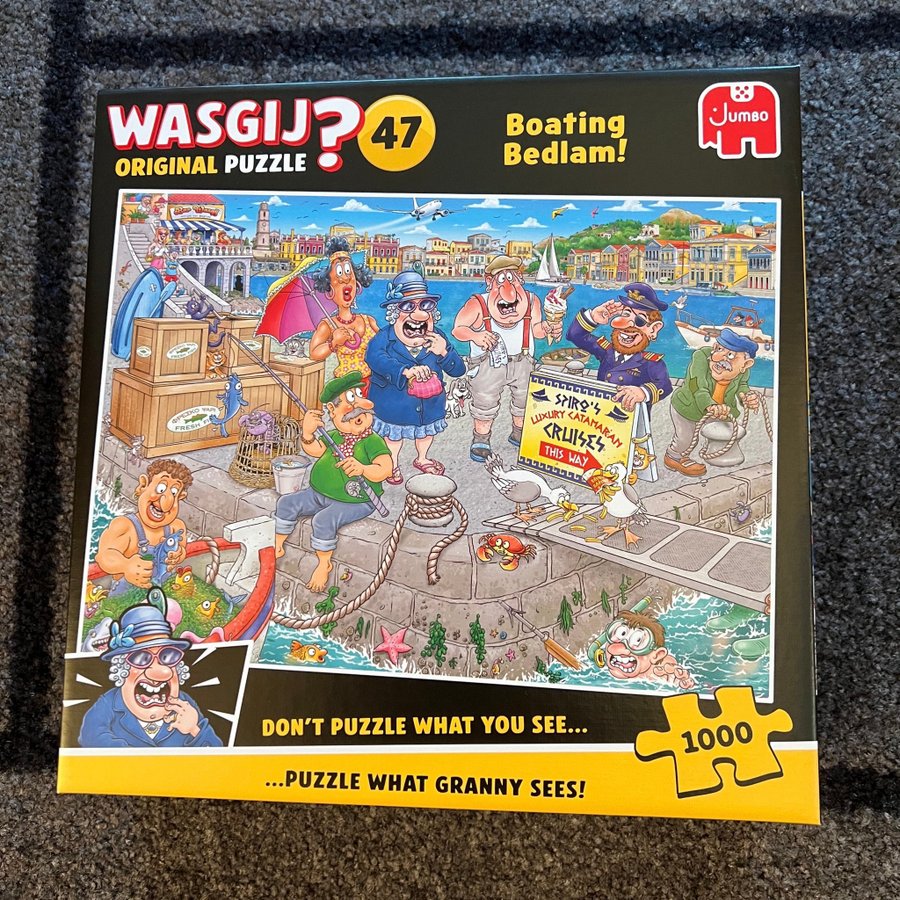 WASGIJ?
ORIGINAL PUZZLE
47
Boating
Bedlam!
JUMBO
SPIRO'S
LUXURY CATAMARAN
CRUISES
THIS WAY
FRESH
DON'T PUZZLE WHAT YOU SEE...
1000
...PUZZLE WHAT GRANNY SEES!